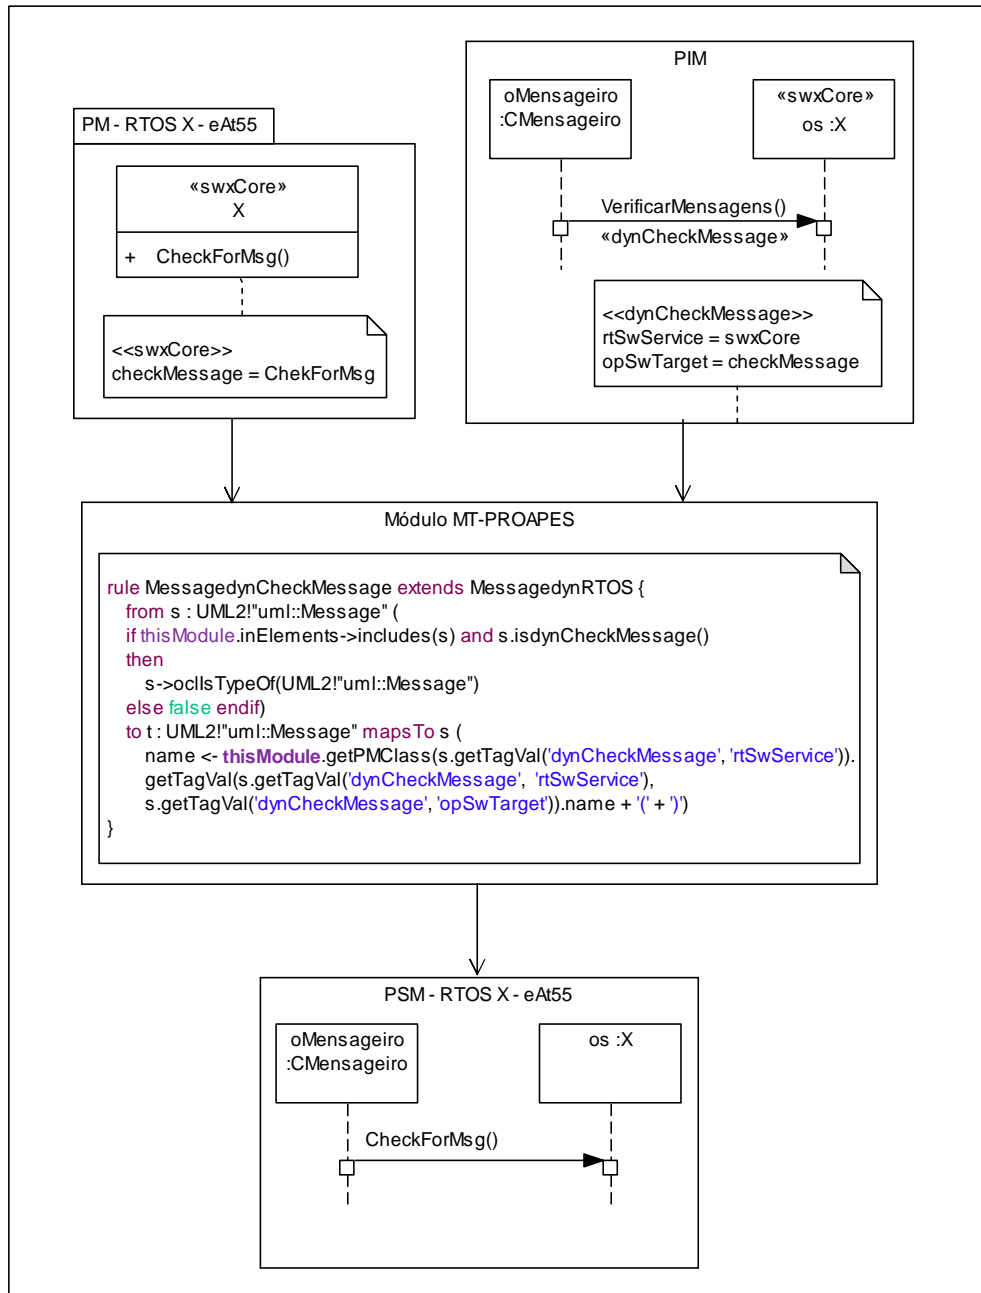 PM - RTOS X - eAt55
«swxCore»
X
+ CheckForMsg()
<<swxCore>>
checkMessage = ChekForMsg
PIM
oMensageiro
:CMensageiro
«swxCore»
os :X
VerificarMensagens()
«dynCheckMessage»
<<dynCheckMessage>>
rtSwService = swxCore
opSwTarget = checkMessage
Módulo MT-PROAPES
rule MessagedynCheckMessage extends MessagedynRTOS {
from s : UML2!"uml::Message" (
if thisModule.inElements->includes(s) and s.isdynCheckMessage()
then
s->oclIsTypeOf(UML2!"uml::Message")
else false endif)
to t : UML2!"uml::Message" mapsTo s (
name <- thisModule.getPMClass(s.getTagVal('dynCheckMessage', 'rtSwService')).
getTagVal(s.getTagVal('dynCheckMessage', 'rtSwService'),
s.getTagVal('dynCheckMessage', 'opSwTarget')).name + '(' + ')')
}
PSM - RTOS X - eAt55
oMensageiro
:CMensageiro
os :X
CheckForMsg()